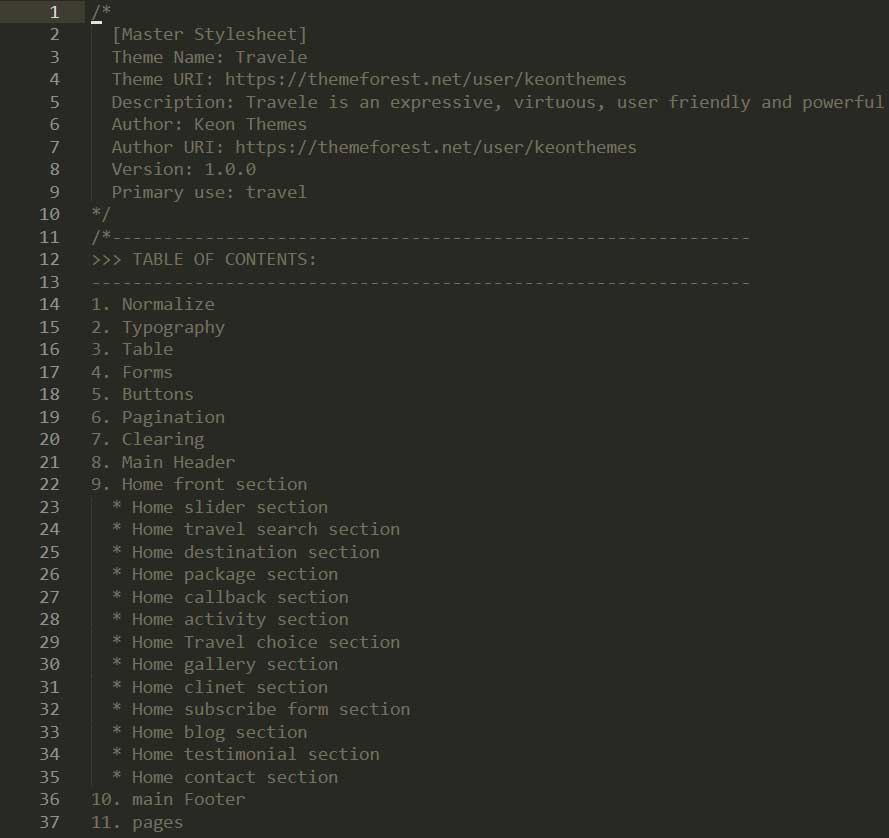 1 /*
2 [Master Stylesheet]
3 Theme Name: Travele
4 Theme URI: https://themeforest.net/user/keonthemes
5 Description: Travele is an expressive, virtuous, user friendly and powerful
6 Author: Keon Themes
7 Author URI: https://themeforest.net/user/keonthemes
8 Version: 1.0.0
9 Primary use: travel
10 */
11 /*--------------------------------------------------------------
12 >>> TABLE OF CONTENTS:
13 ----------------------------------------------------------------
14 1. Normalize
15 2. Typography
16 3. Table
17 4. Forms
18 5. Buttons
19 6. Pagination
20 7. Clearing
21 8. Main Header
22 9. Home front section
23 * Home slider section
24 * Home travel search section
25 * Home destination section
26 * Home package section
27 * Home callback section
28 * Home activity section
29 * Home Travel choice section
30 * Home gallery section
31 * Home clinet section
32 * Home subscribe form section
33 * Home blog section
34 * Home testimonial section
35 * Home contact section
36 10. main Footer
37 11. pages